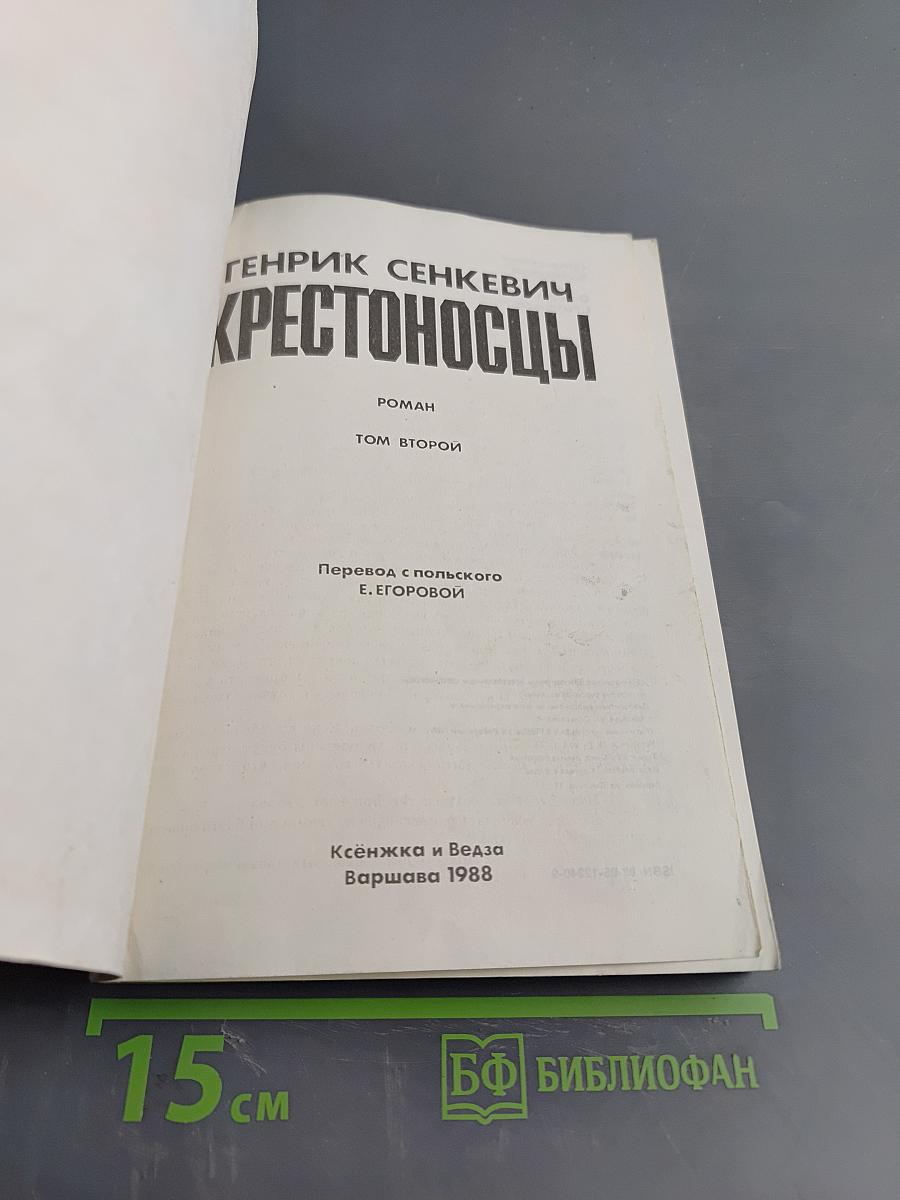 ГЕНРИК СЕНКЕВИЧ
КРЕСТОНОСЦЫ
РОМАН
ТОМ ВТОРОЙ
Перевод с польского
Е. ЕГОРОВОЙ
Ксёнжка и Ведза
Варшава 1988
15 см
БФ БИБЛИОФАН